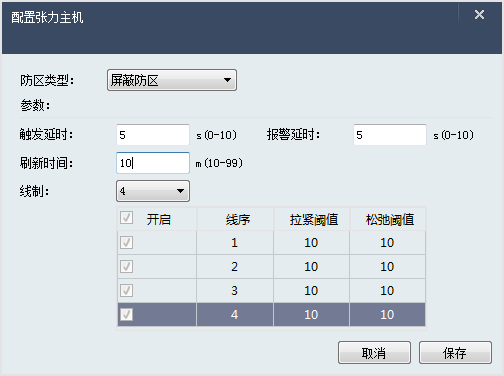 配置张力主机
防区类型： 屏蔽防区
参数：
触发延时： 5 s(0-10) 报警延时： 5 s(0-10)
刷新时间： 10 m(10-99)
线制： 4
开启 线序 拉紧阈值 松弛阈值
1 10 10
2 10 10
3 10 10
4 10 10
取消 保存